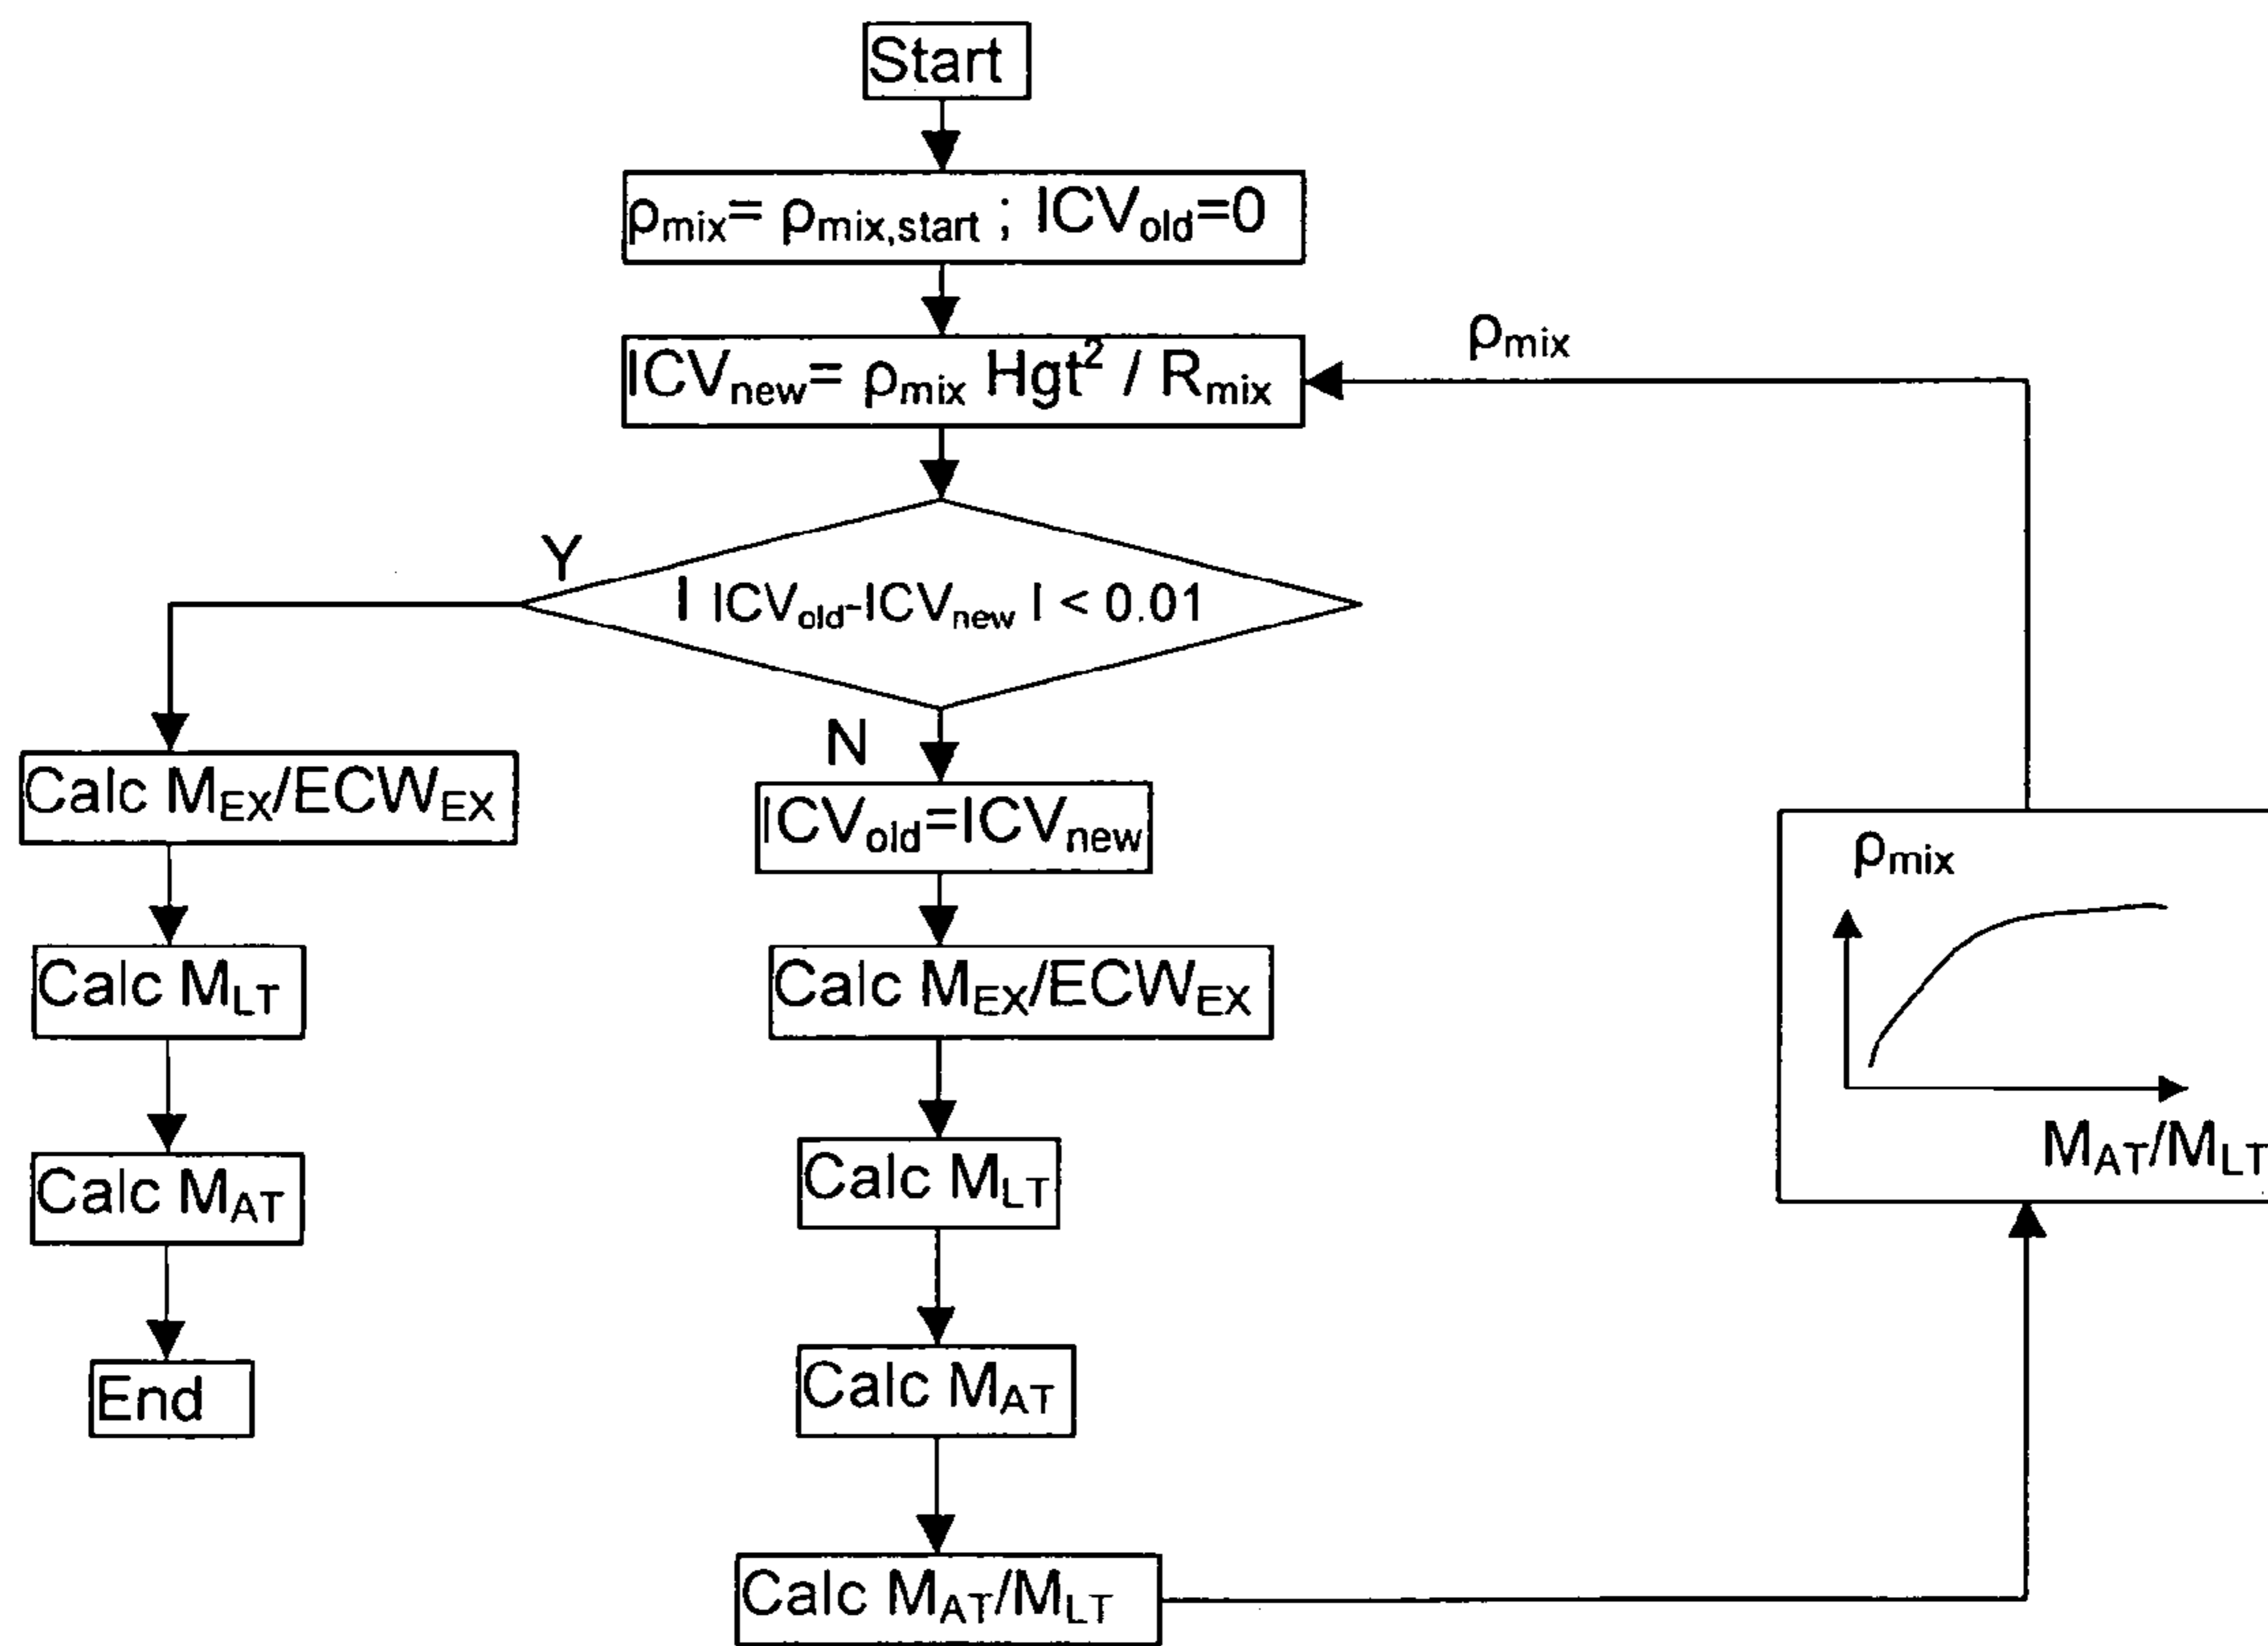 Start
ρmix= ρmix,start ; ICVold=0
ICVnew= ρmix Hgt² / Rmix
ρmix
Y
| ICVold-ICVnew | < 0.01
N
Calc MEX/ECWEX
Calc MLT
Calc MAT
End
ICVold=ICVnew
Calc MEX/ECWEX
Calc MLT
Calc MAT
Calc MAT/MLT
ρmix
MAT/MLT